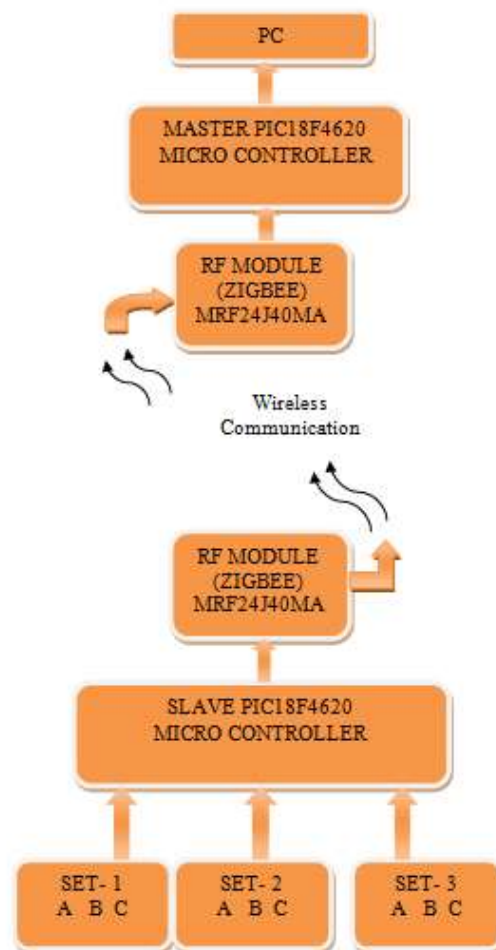 PC
MASTER PIC18F4620
MICRO CONTROLLER
RF MODULE
(ZIGBEE)
MRF24J40MA
Wireless
Communication
RF MODULE
(ZIGBEE)
MRF24J40MA
SLAVE PIC18F4620
MICRO CONTROLLER
SET- 1
A B C
SET- 2
A B C
SET- 3
A B C